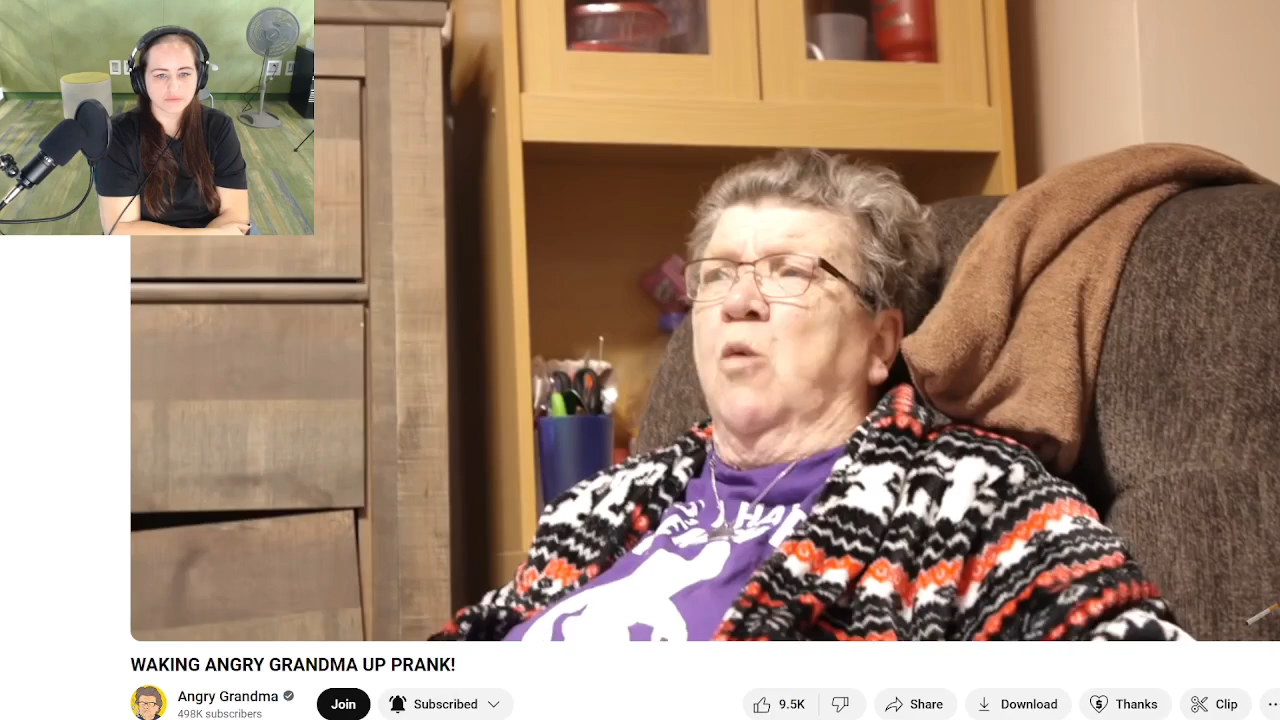 WAKING ANGRY GRANDMA UP PRANK!
Angry Grandma
498K subscribers
Join
Subscribed
9.5K
Share
Download
Thanks
Clip